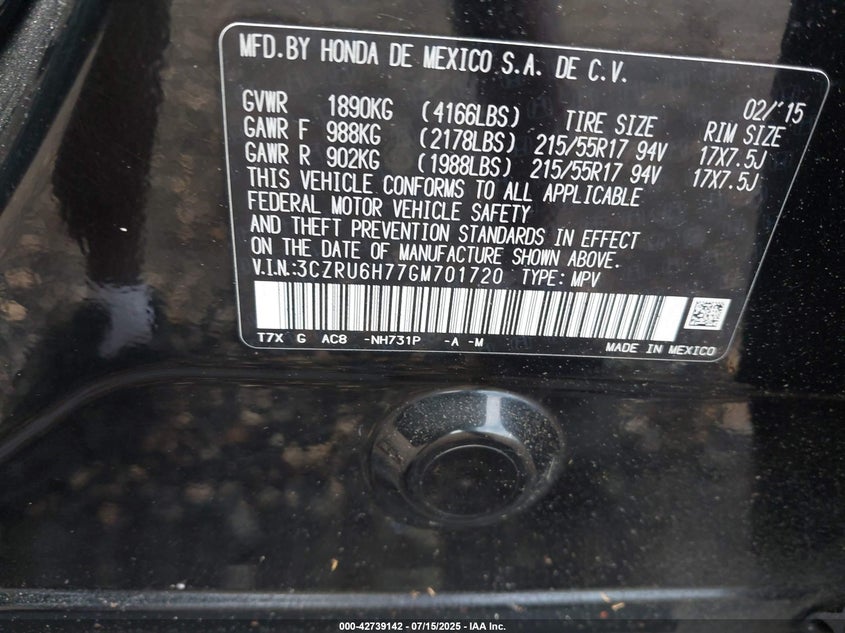 MFD.BY HONDA DE MEXICO S.A. DE C.V.
02/'15
GVWR 1890KG (4166LBS) TIRE SIZE RIM SIZE
GAWR F 988KG (2178LBS) 215/55R17 94V 17X7.5J
GAWR R 902KG (1988LBS) 215/55R17 94V 17X7.5J
THIS VEHICLE CONFORMS TO ALL APPLICABLE
FEDERAL MOTOR VEHICLE SAFETY
AND THEFT PREVENTION STANDARDS IN EFFECT
ON THE DATE OF MANUFACTURE SHOWN ABOVE.
V.I.N.:3CZRU6H77GM701720 TYPE: MPV
T7X G AC8 -NH731P -A -M MADE IN MEXICO
000-42739142 - 07/15/2025 - IAA Inc.